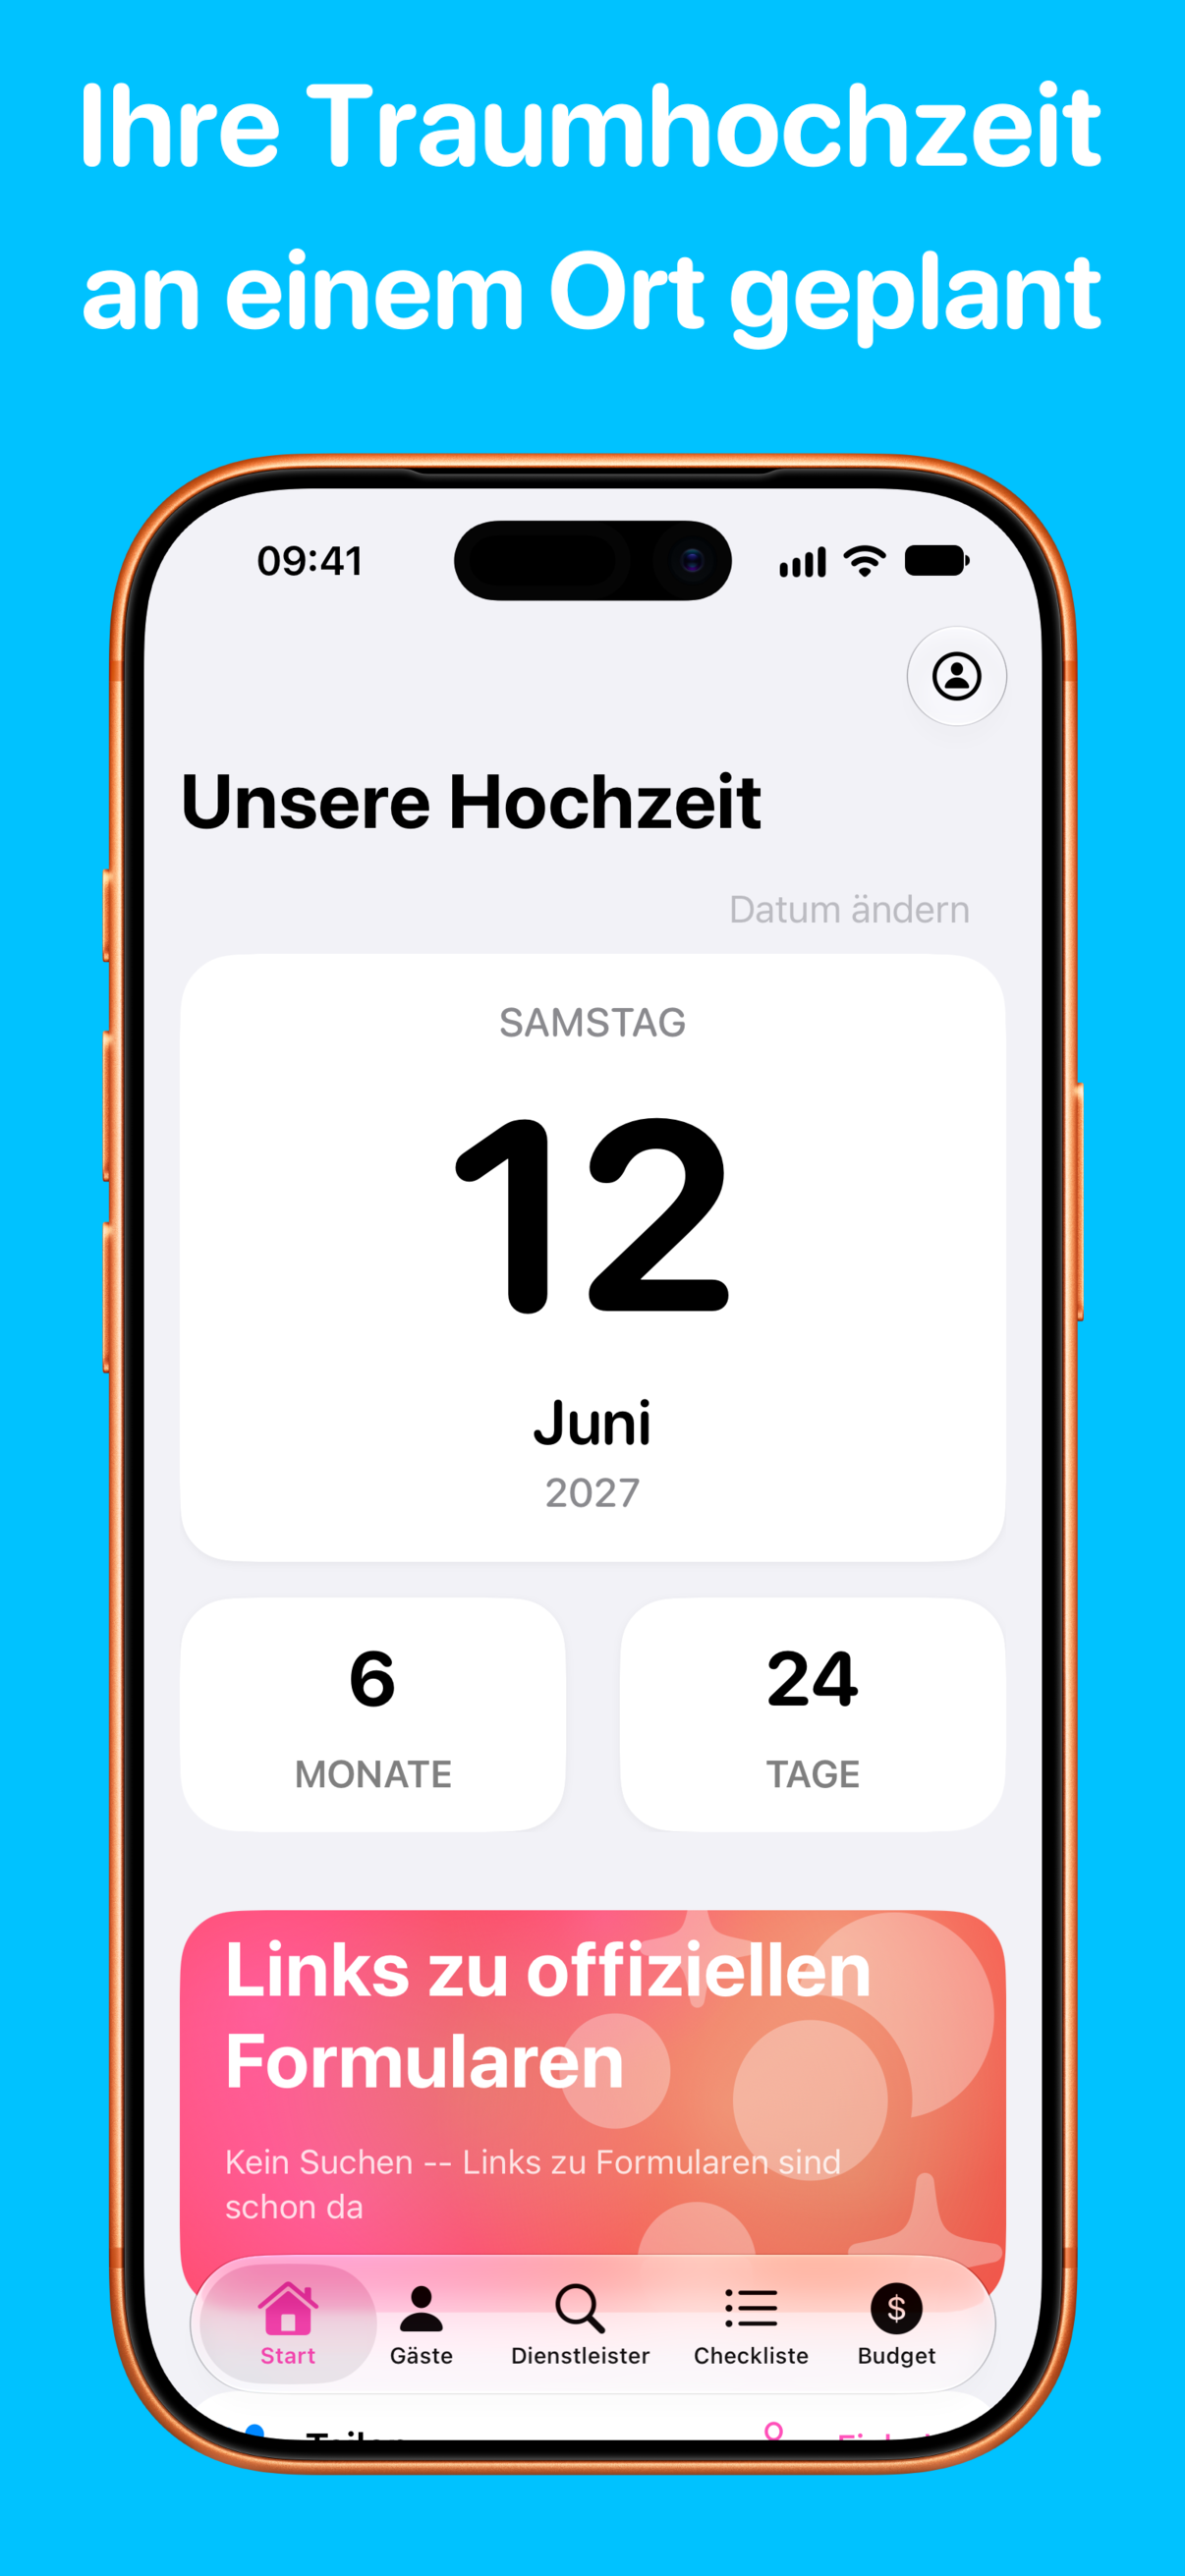 Ihre Traumhochzeit
an einem Ort geplant
09:41
Unsere Hochzeit
Datum ändern
SAMSTAG
12
Juni
2027
6
MONATE
24
TAGE
Links zu offiziellen
Formularen
Kein Suchen -- Links zu Formularen sind
schon da
Start Gäste Dienstleister Checkliste Budget